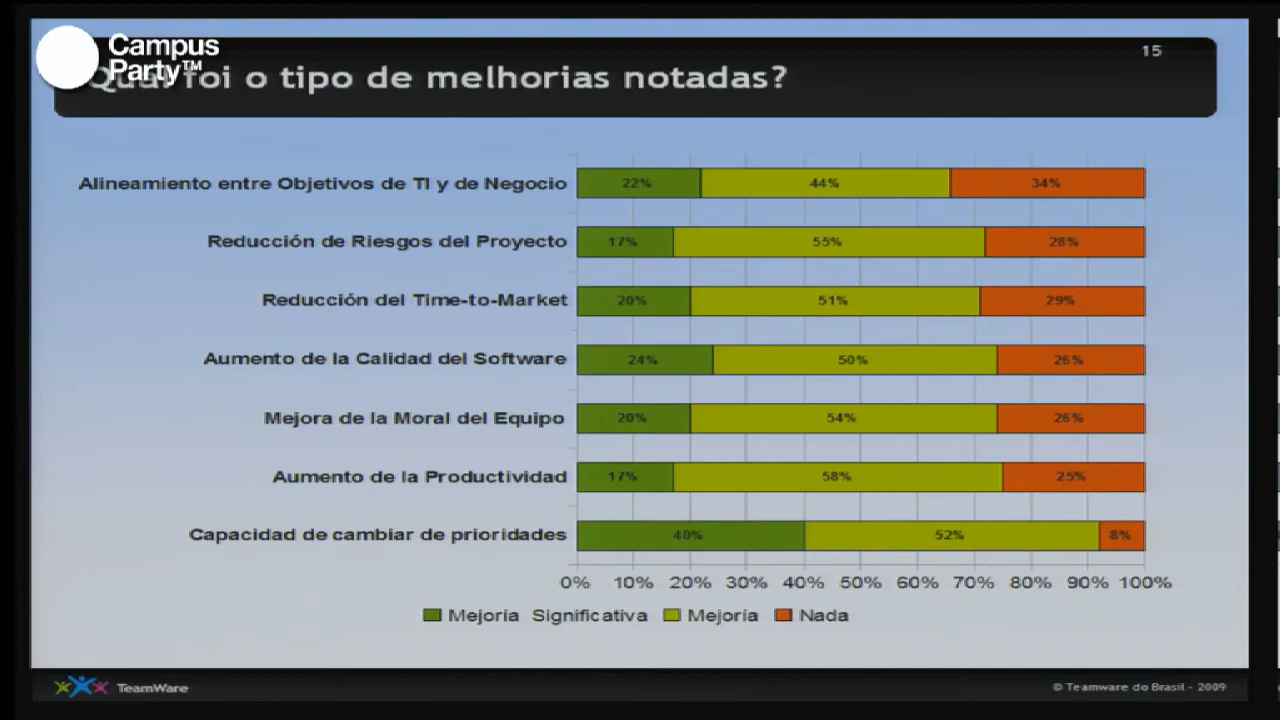 Campus
Party™
Qual foi o tipo de melhorias notadas?
15
Alineamiento entre Objetivos de TI y de Negocio 22% 44% 34%
Reducción de Riesgos del Proyecto 17% 55% 28%
Reducción del Time-to-Market 20% 51% 29%
Aumento de la Calidad del Software 24% 50% 26%
Mejora de la Moral del Equipo 20% 54% 26%
Aumento de la Productividad 17% 58% 25%
Capacidad de cambiar de prioridades 40% 52% 8%
0% 10% 20% 30% 40% 50% 60% 70% 80% 90% 100%
Mejoría Significativa Mejoría Nada
TeamWare
© Teamware do Brasil - 2009